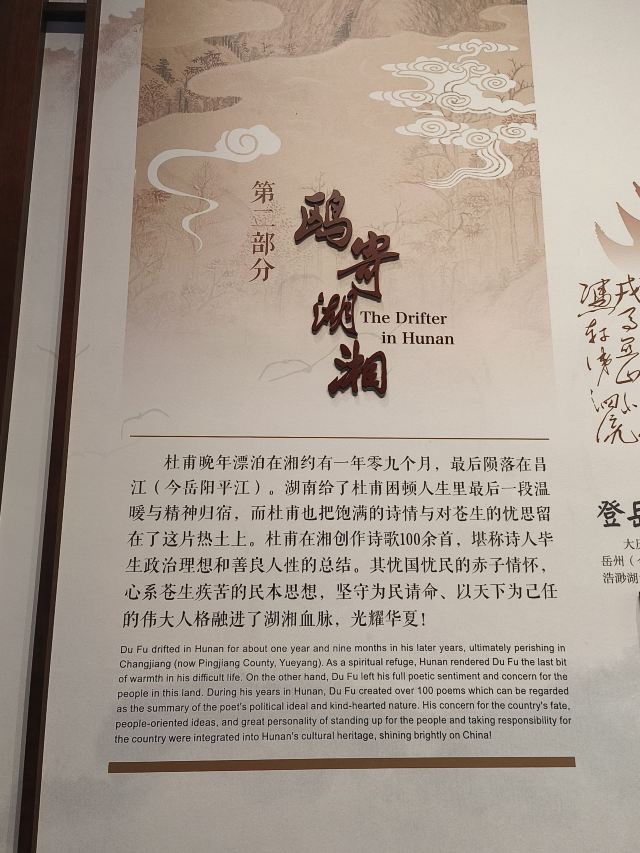 第二部分
鸥寄湖湘
The Drifter
in Hunan
杜甫晚年漂泊在湘约有一年零九个月，最后陨落在昌
江（今岳阳平江）。湖南给了杜甫困顿人生里最后一段温
暖与精神归宿，而杜甫也把饱满的诗情与对苍生的忧思留
在了这片热土上。杜甫在湘创作诗歌100余首，堪称诗人毕
生政治理想和善良人性的总结。其忧国忧民的赤子情怀，
心系苍生疾苦的民本思想，坚守为民请命、以天下为己任
的伟大人格融进了湖湘血脉，光耀华夏！
Du Fu drifted in Hunan for about one year and nine months in his later years, ultimately perishing in
Changjiang (now Pingjiang County, Yueyang). As a spiritual refuge, Hunan rendered Du Fu the last bit
of warmth in his difficult life. On the other hand, Du Fu left his full poetic sentiment and concern for the
people in this land. During his years in Hunan, Du Fu created over 100 poems which can be regarded
as the summary of the poet's political ideal and kind-hearted nature. His concern for the country's fate,
people-oriented ideas, and great personality of standing up for the people and taking responsibility for
the country were integrated into Hunan's cultural heritage, shining brightly on China!
戎马关山
凭轩涕泗流
登岳
大历
岳州（
浩渺湖